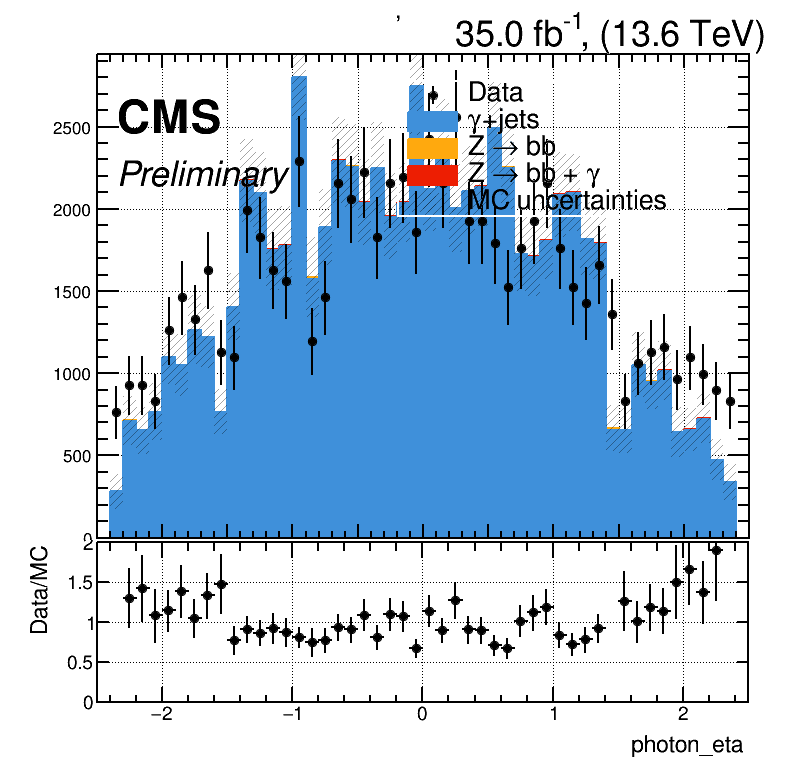 ,
35.0 fb⁻¹, (13.6 TeV)
CMS
Preliminary
Data
γ+jets
Z → bb
Z → bb + γ
MC uncertainties
2500
2000
1500
1000
500
0
Data/MC
2
1.5
1
0.5
0
−2 −1 0 1 2
photon_eta